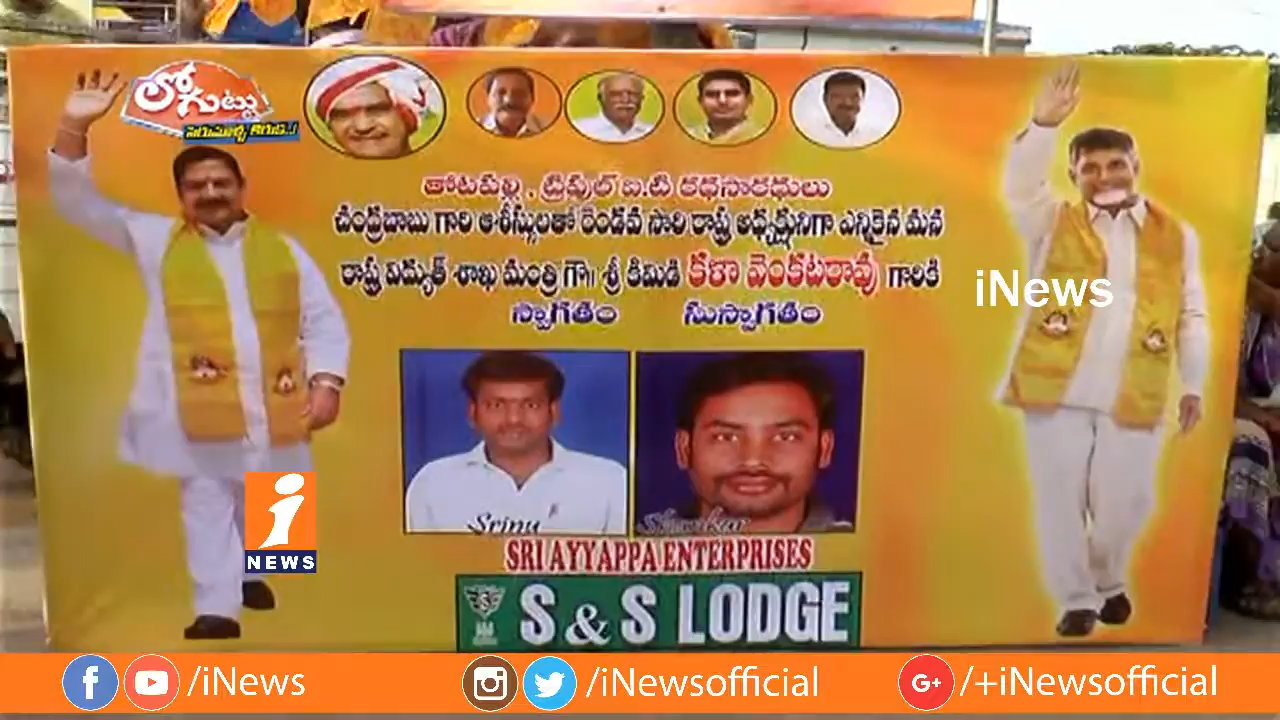 లోగుట్టు
పెరుమాళ్ళకెరుక..!
తోటపల్లి, ట్రిపుల్ ఐ.టి రథసారథులు
చంద్రబాబు గారి ఆశీస్సులతో రెండవ సారి రాష్ట్ర అధ్యక్షునిగా ఎన్నికైన మన
రాష్ట్ర విద్యుత్ శాఖ మంత్రి గౌ|| శ్రీ కిమిడి కళా వెంకటరావు గారికి
స్వాగతం సుస్వాగతం
iNews
Srinu Shankar
SRI AYYAPPA ENTERPRISES
S & S LODGE
i NEWS
/iNews /iNewsofficial /+iNewsofficial